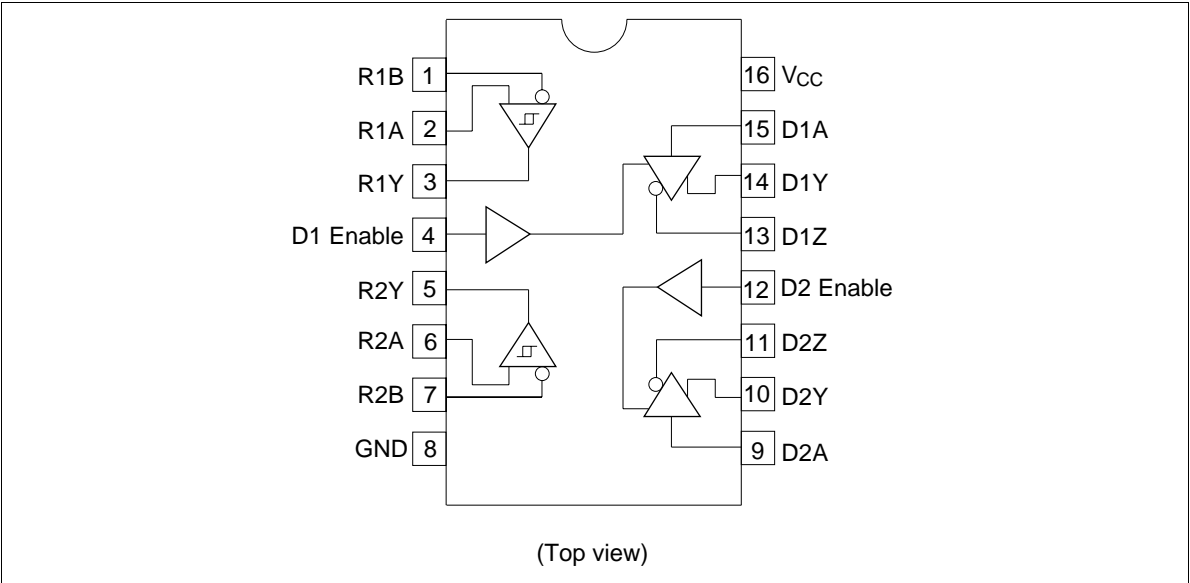 R1B 1
R1A 2
R1Y 3
D1 Enable 4
R2Y 5
R2A 6
R2B 7
GND 8
16 VCC
15 D1A
14 D1Y
13 D1Z
12 D2 Enable
11 D2Z
10 D2Y
9 D2A
(Top view)